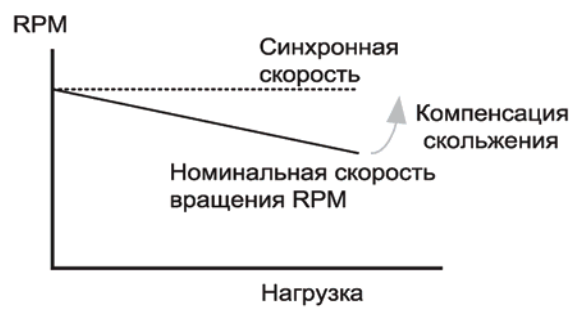 RPM
Синхронная
скорость
Компенсация
скольжения
Номинальная скорость
вращения RPM
Нагрузка